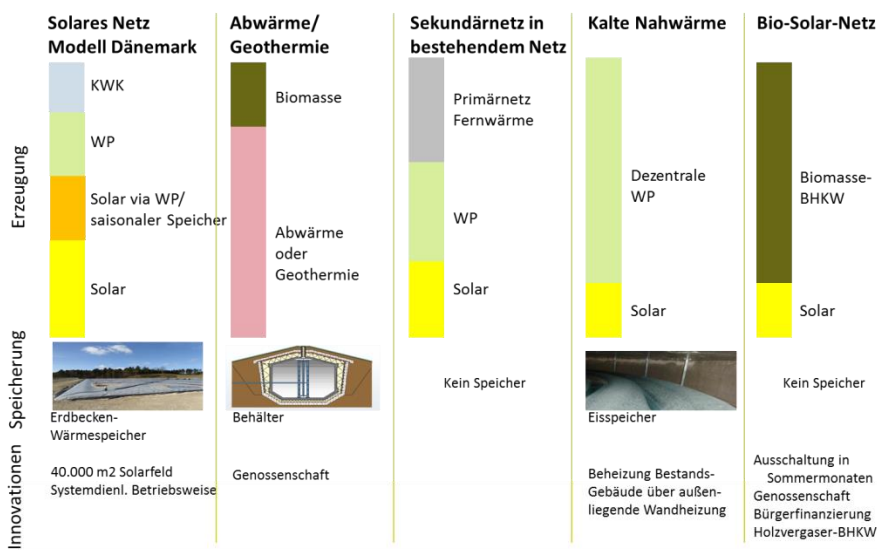 Solares Netz
Modell Dänemark
Abwärme/
Geothermie
Sekundärnetz in
bestehendem Netz
Kalte Nahwärme
Bio-Solar-Netz
Erzeugung
KWK
WP
Solar via WP/
saisonaler Speicher
Solar
Biomasse
Abwärme
oder
Geothermie
Primärnetz
Fernwärme
WP
Solar
Dezentrale
WP
Solar
Biomasse-
BHKW
Solar
Speicherung
Erdbecken-
Wärmespeicher
Behälter
Kein Speicher
Eisspeicher
Kein Speicher
Innovationen
40.000 m2 Solarfeld
Systemdienl. Betriebsweise
Genossenschaft
Beheizung Bestands-
Gebäude über außen-
liegende Wandheizung
Ausschaltung in
Sommermonaten
Genossenschaft
Bürgerfinanzierung
Holzvergaser-BHKW